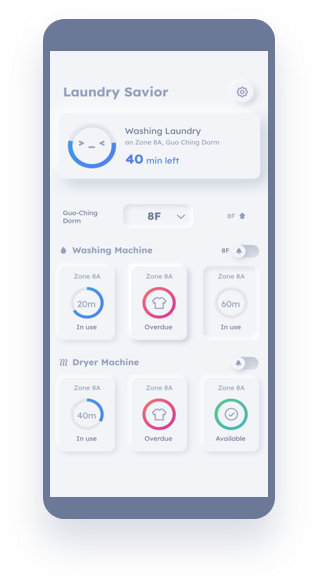 Laundry Savior
> _ <
Washing Laundry
an Zone 8A, Guo Ching Dorm
40 min left
Guo-Ching
Dorm
8F
8F
Washing Machine
8F
Zone 8A
20m
In use
Zone 8A
Overdue
Zone 8A
60m
In use
Dryer Machine
Zone 8A
40m
In use
Zone 8A
Overdue
Zone 8A
Available